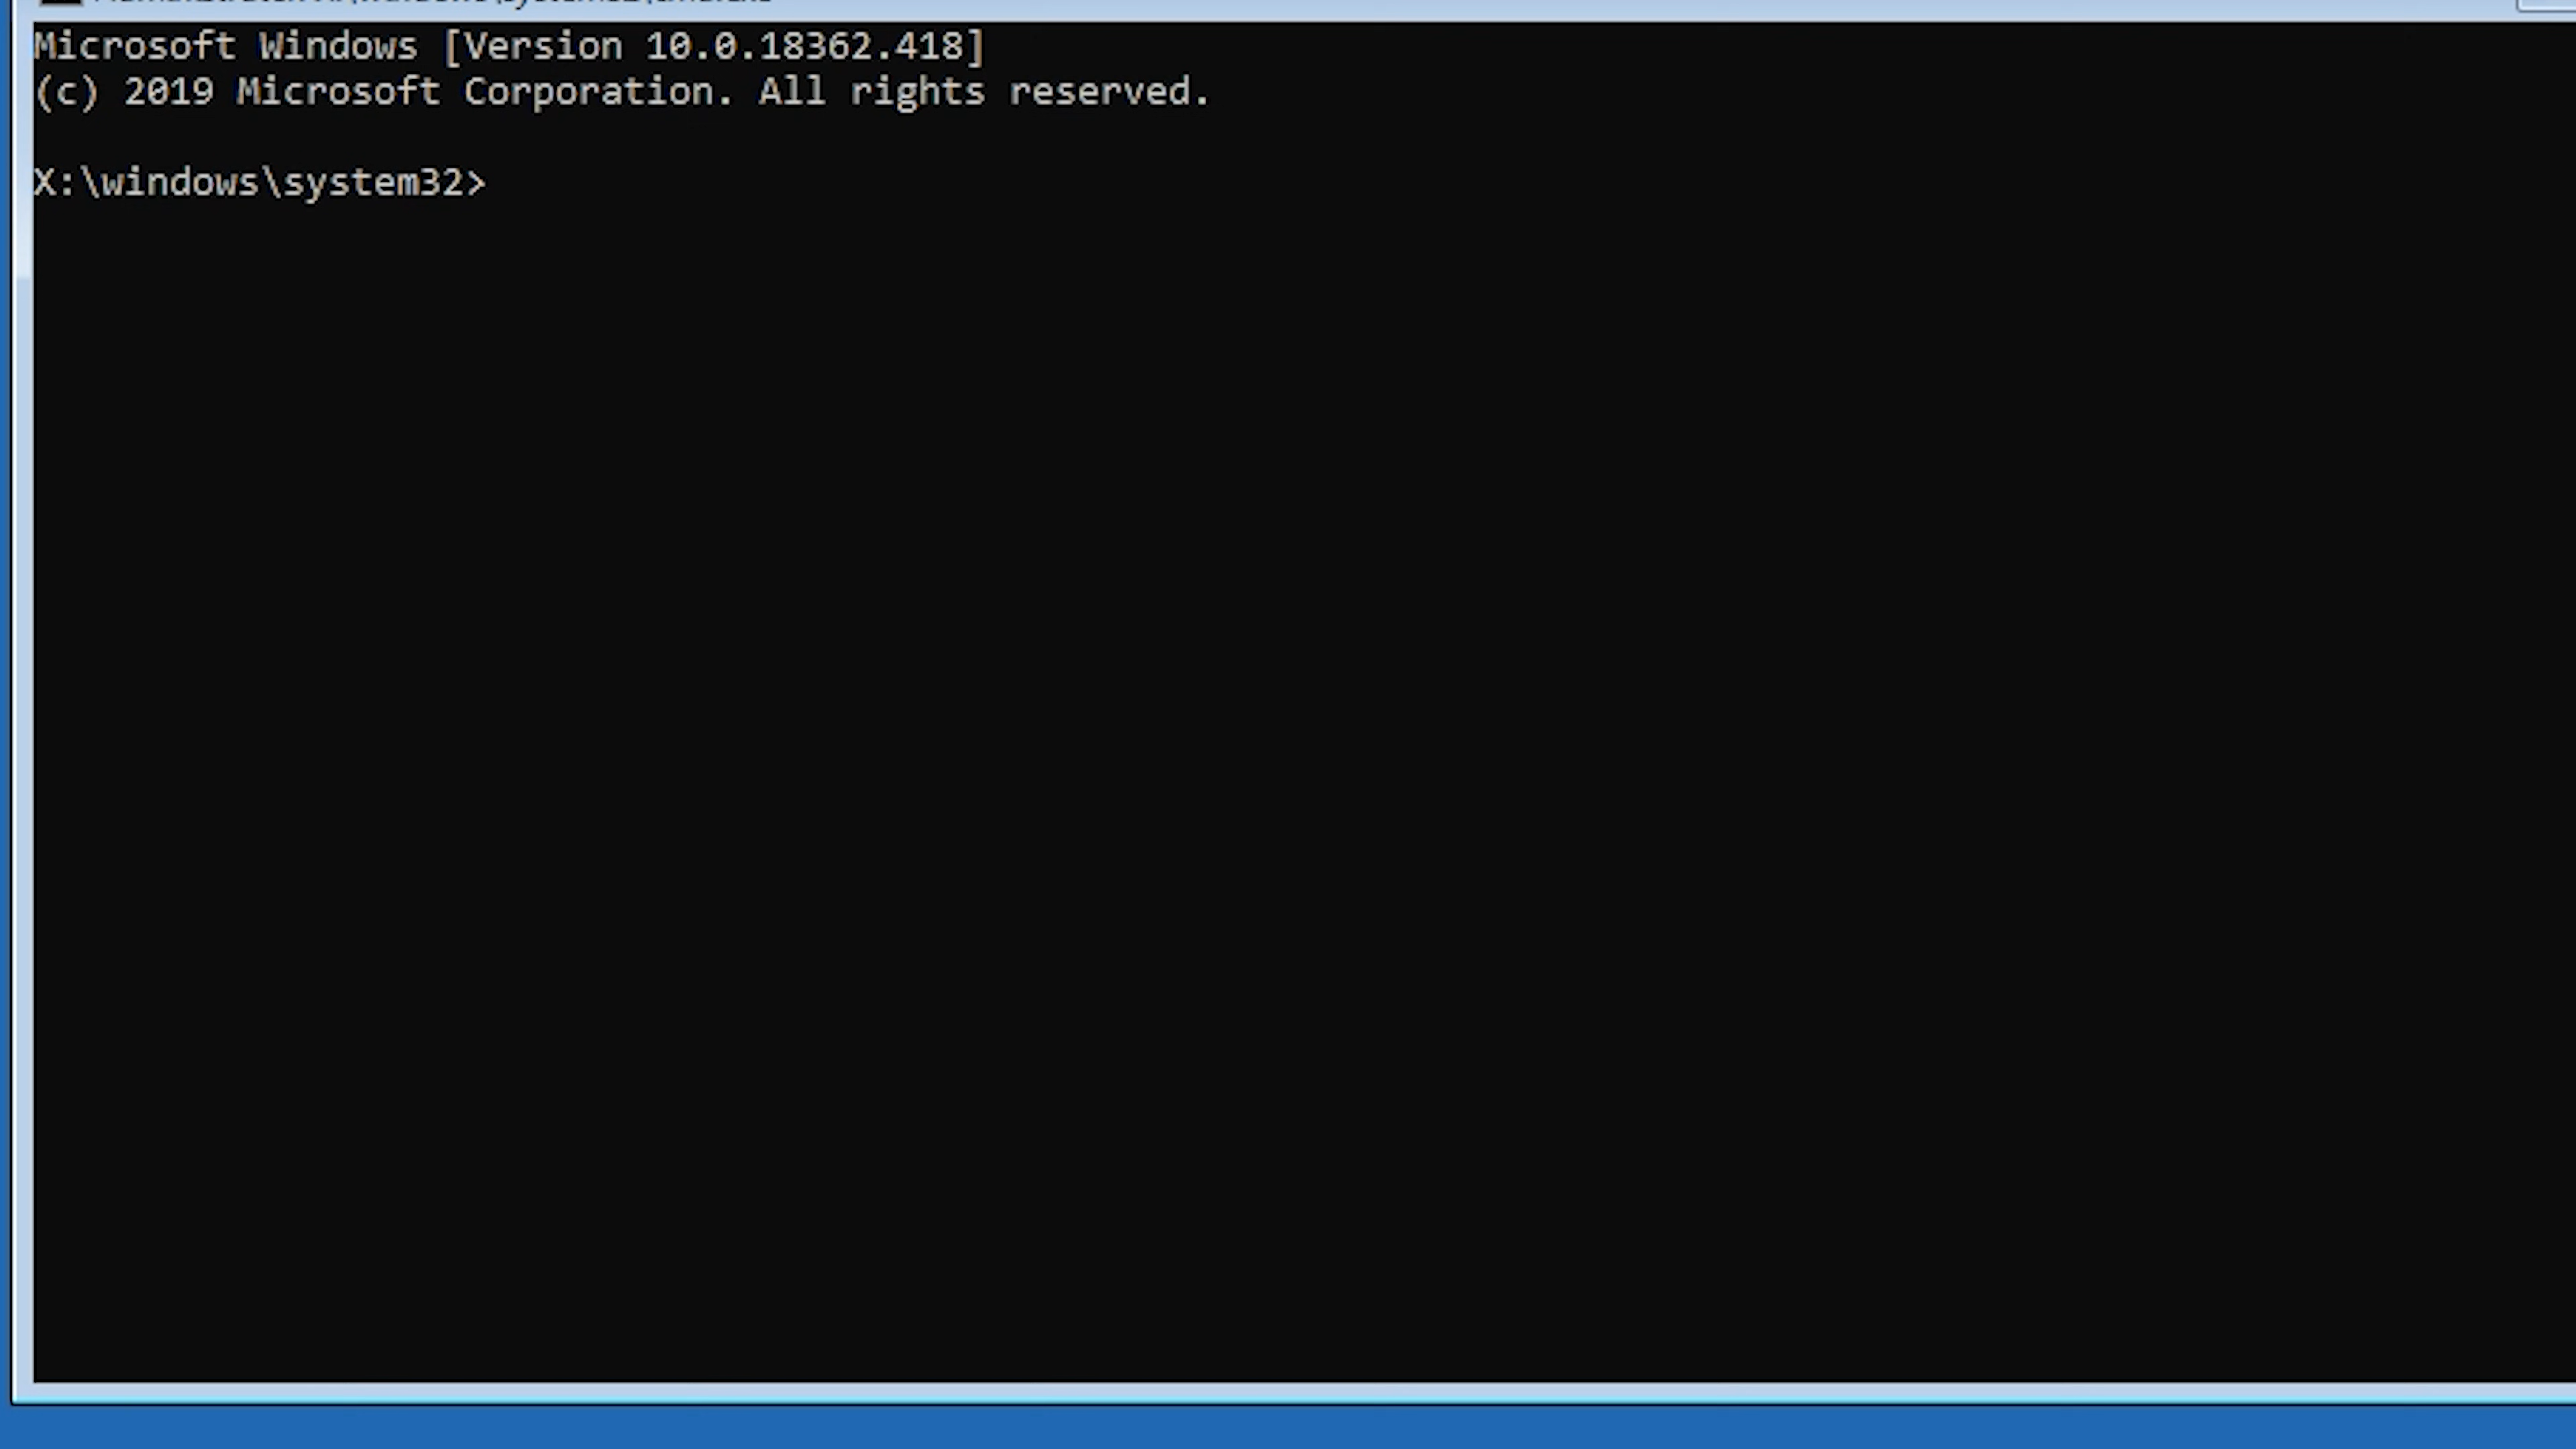 Microsoft Windows [Version 10.0.18362.418]
(c) 2019 Microsoft Corporation. All rights reserved.
X:\windows\system32>